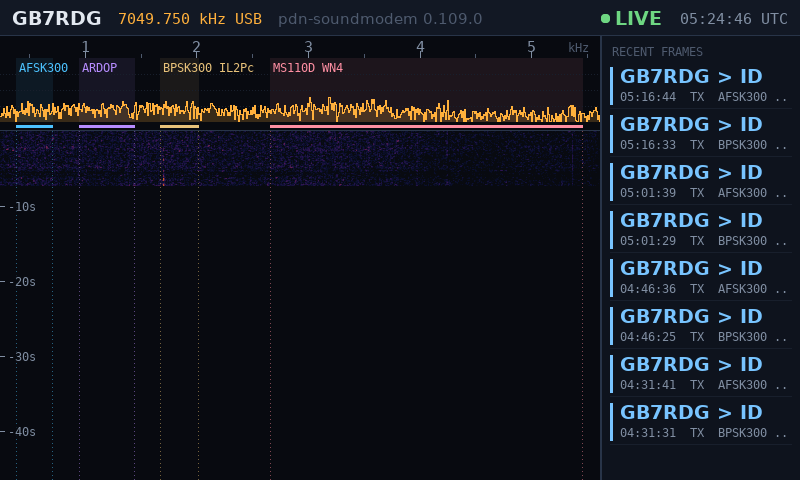 GB7RDG 7049.750 kHz USB pdn-soundmodem 0.109.0 LIVE 05:24:46 UTC
1 2 3 4 5 kHz
AFSK300 ARDOP BPSK300 IL2Pc MS110D WN4
-10s
-20s
-30s
-40s
RECENT FRAMES
GB7RDG > ID
05:16:44 TX AFSK300 ..
GB7RDG > ID
05:16:33 TX BPSK300 ..
GB7RDG > ID
05:01:39 TX AFSK300 ..
GB7RDG > ID
05:01:29 TX BPSK300 ..
GB7RDG > ID
04:46:36 TX AFSK300 ..
GB7RDG > ID
04:46:25 TX BPSK300 ..
GB7RDG > ID
04:31:41 TX AFSK300 ..
GB7RDG > ID
04:31:31 TX BPSK300 ..